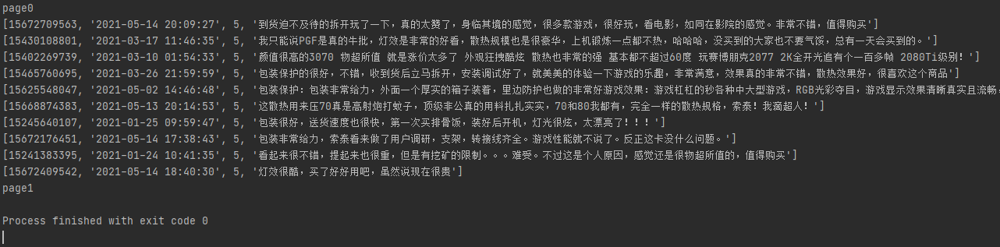 page0
[15672709563, '2021-05-14 20:09:27', 5, '到货迫不及待的拆开玩了一下，真的太赞了，身临其境的感觉，很多款游戏，很好玩，看电影，如同在影院的感觉。非常不错，值得购买']
[15430108801, '2021-03-17 11:46:35', 5, '我只能说PGF是真的牛批，灯效是非常的好看，散热规模也是很豪华，上机锻炼一点都不热，哈哈哈，没买到的大家也不要气馁，总有一天会买到的。']
[15402269739, '2021-03-10 01:54:33', 5, '颜值很高的3070 物超所值 就是涨价太多了 外观狂拽酷炫 散热也非常的强 基本都不超过60度 玩赛博朋克2077 2K全开光追有个一百多帧 2080Ti级别！']
[15465760695, '2021-03-26 21:59:59', 5, '包装保护的很好，不错，收到货后立马拆开，安装调试好了，就美美的体验一下游戏的乐趣，非常满意，效果真的非常不错，散热效果好，很喜欢这个商品']
[15625548047, '2021-05-02 14:46:48', 5, '包装保护：包装非常给力，外面一个厚实的箱子装着，里边防护也做的非常好游戏效果：游戏杠杠的秒各种中大型游戏，RGB光彩夺目，游戏显示效果清晰真实且流畅，
[15668874383, '2021-05-13 20:14:53', 5, '这散热用来压70真是高射炮打蚊子，顶级非公真的用料扎扎实实，70和80我都有，完全一样的散热规格，索泰！我滴超人！']
[15245640107, '2021-01-25 09:59:47', 5, '包装很好，送货速度也很快，第一次买排骨饭，装好后开机，灯光很炫，太漂亮了！！！']
[15672176451, '2021-05-14 17:38:43', 5, '包装非常给力，索泰看来做了用户调研，支架，转接线齐全。游戏性能就不说了。反正这卡没什么问题。']
[15241383395, '2021-01-24 10:41:35', 5, '看起来很不错，提起来也很重，但是有挖矿的限制。。。难受。不过这是个人原因，感觉还是很物超所值的，值得购买']
[15672409542, '2021-05-14 18:40:30', 5, '灯效很酷，买了好好用吧，虽然说现在很贵']
page1
Process finished with exit code 0